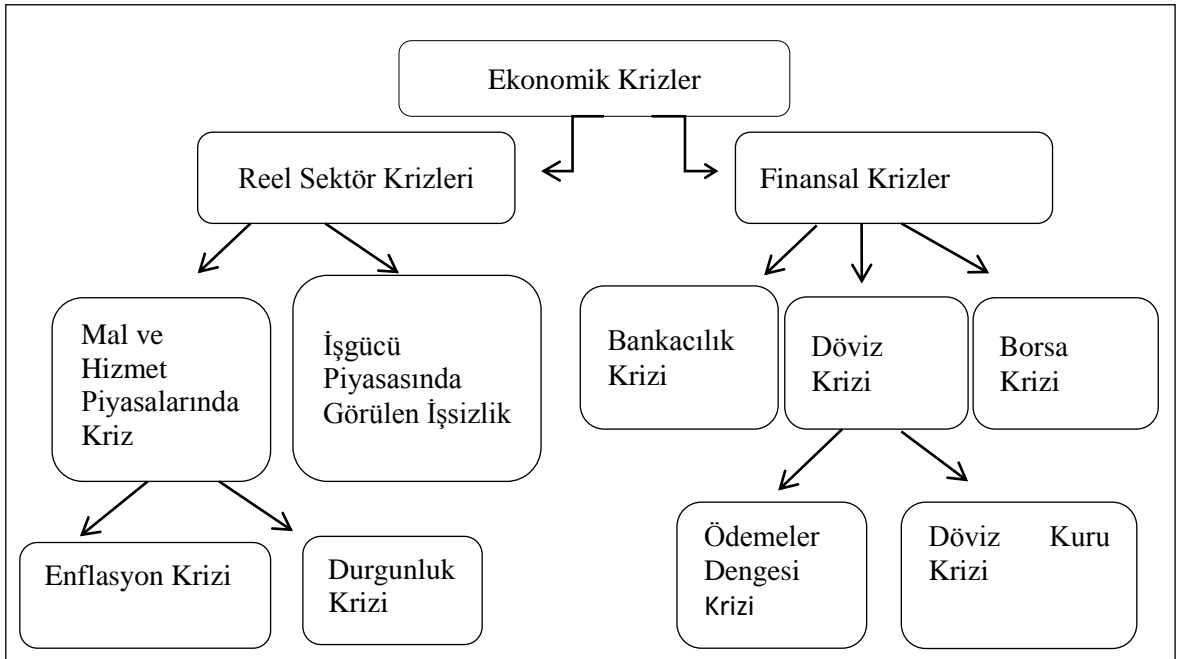 Ekonomik Krizler
Reel Sektör Krizleri
Finansal Krizler
Mal ve
Hizmet
Piyasalarında
Kriz
İşgücü
Piyasasında
Görülen İşsizlik
Bankacılık
Krizi
Döviz
Krizi
Borsa
Krizi
Enflasyon Krizi
Durgunluk
Krizi
Ödemeler
Dengesi
Krizi
Döviz Kuru
Krizi